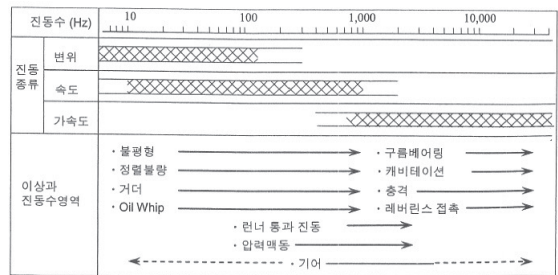 진동수 (Hz) 10 100 1,000 10,000
진동
종류
변위
속도
가속도
이상과
진동수영역
· 불평형 · 구름베어링
· 정렬불량 · 캐비테이션
· 거더 · 충격
· Oil Whip · 레버린스 접촉
· 런너 통과 진동
· 압력맥동
· 기어